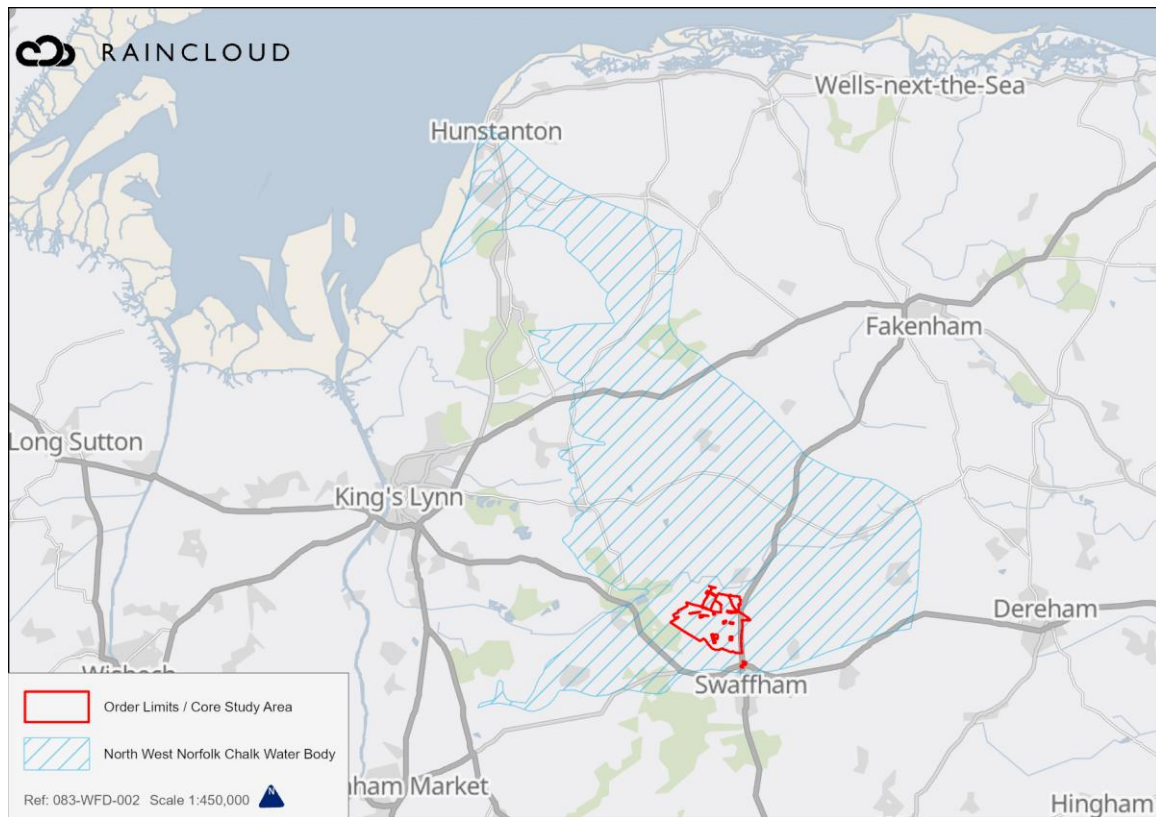 RAINCLOUD
Wells-next-the-Sea
Hunstanton
Fakenham
Long Sutton
King's Lynn
Dereham
Swaffham
Order Limits / Core Study Area
North West Norfolk Chalk Water Body
Ref: 083-WFD-002 Scale 1:450,000 N
Market
Hingham